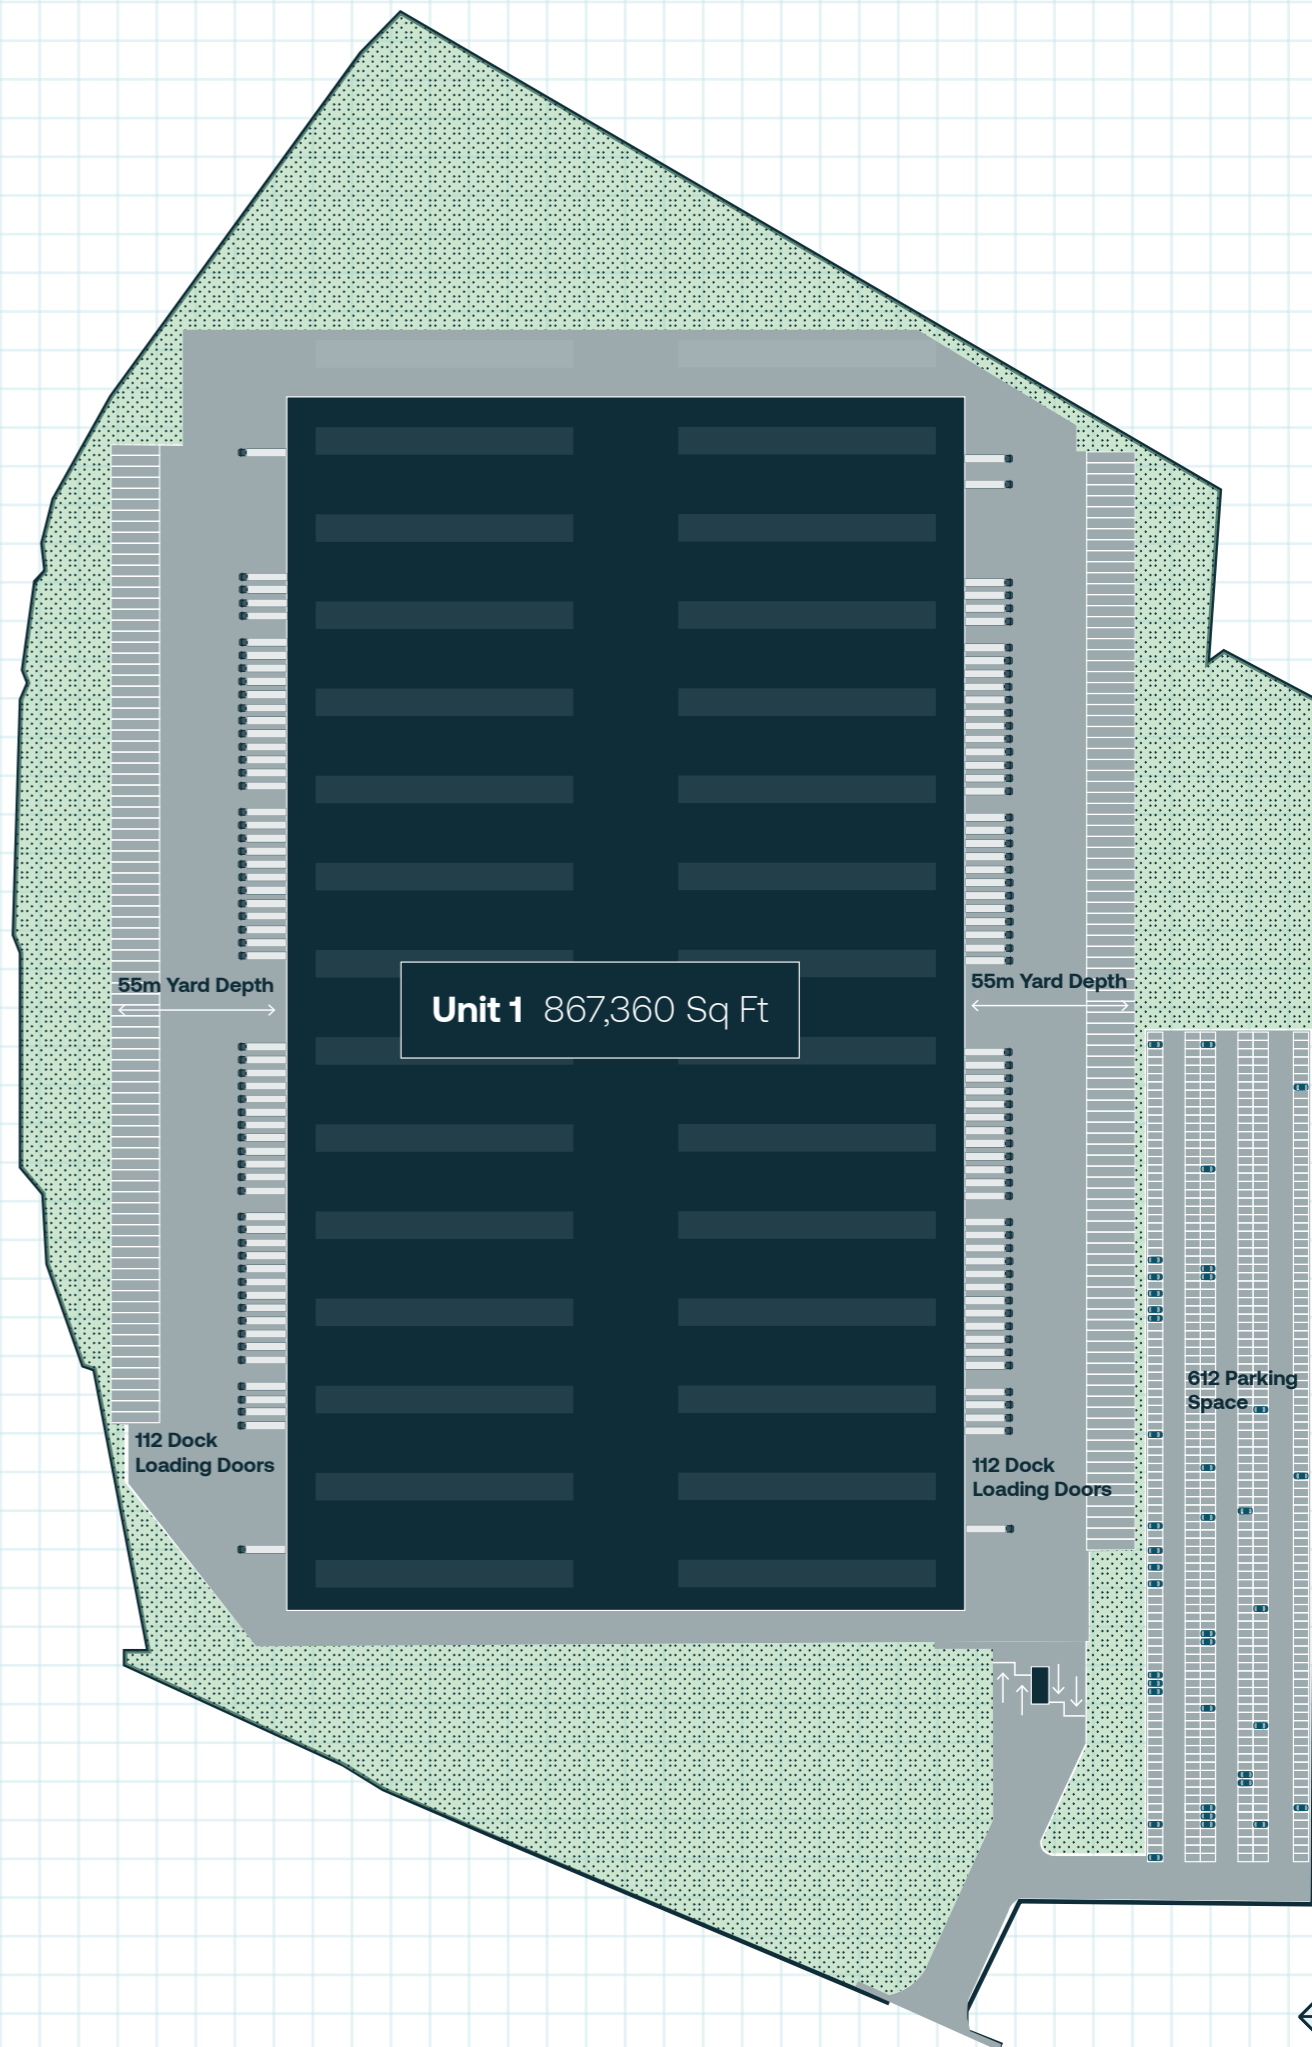 55m Yard Depth
Unit 1 867,360 Sq Ft
55m Yard Depth
612 Parking
Space
112 Dock
Loading Doors
112 Dock
Loading Doors